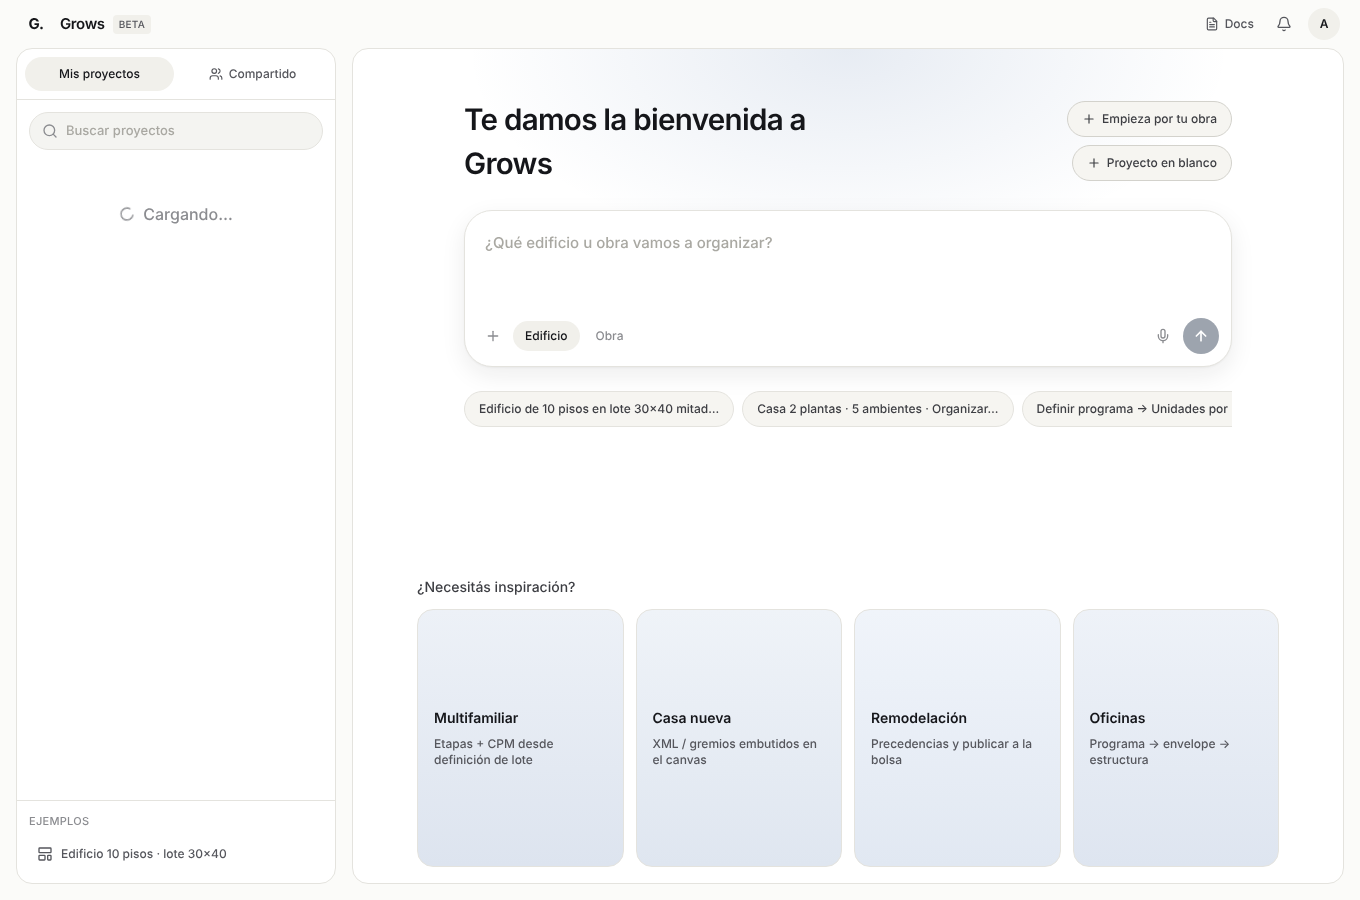 G. Grows BETA
Docs
A
Mis proyectos
Compartido
Buscar proyectos
Cargando...
EJEMPLOS
Edificio 10 pisos · lote 30×40
Te damos la bienvenida a
Grows
Empieza por tu obra
Proyecto en blanco
¿Qué edificio u obra vamos a organizar?
Edificio
Obra
Edificio de 10 pisos en lote 30×40 mitad...
Casa 2 plantas · 5 ambientes · Organizar...
Definir programa → Unidades por
¿Necesitás inspiración?
Multifamiliar
Etapas + CPM desde
definición de lote
Casa nueva
XML / gremios embutidos en
el canvas
Remodelación
Precedencias y publicar a la
bolsa
Oficinas
Programa → envelope →
estructura